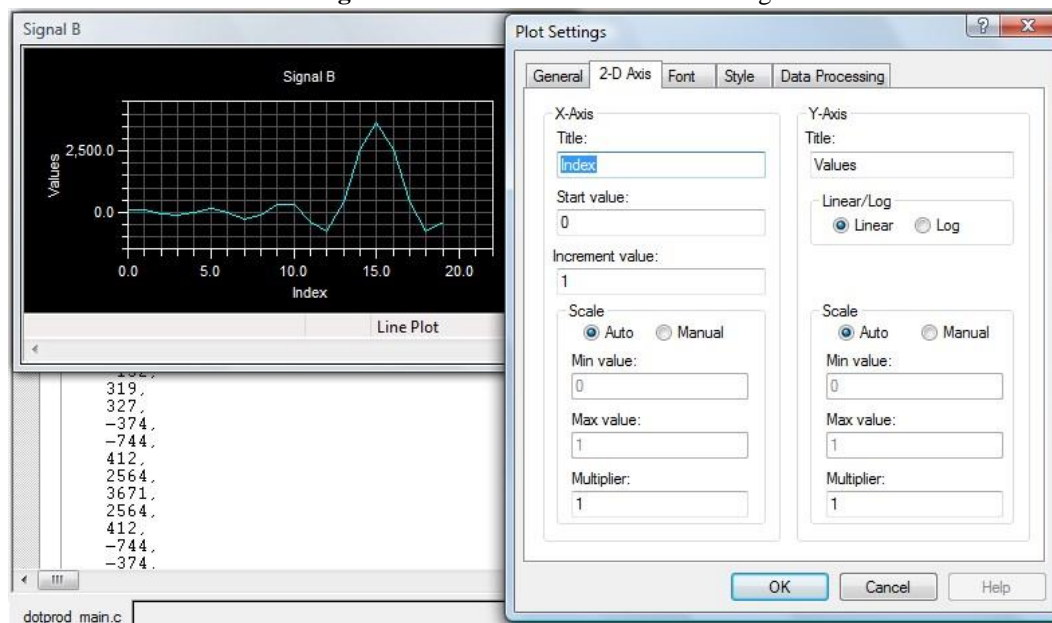 Signal B
Signal B
Values
2,500.0
0.0
0.0 5.0 10.0 15.0 20.0
Index
Line Plot
319,
327,
-374,
-744,
412,
2564,
3671,
2564,
412,
-744,
-374,
dotprod_main.c
Plot Settings
General 2-D Axis Font Style Data Processing
X-Axis
Title:
Index
Start value:
0
Increment value:
1
Scale
Auto Manual
Min value:
0
Max value:
1
Multiplier:
1
Y-Axis
Title:
Values
Linear/Log
Linear Log
Scale
Auto Manual
Min value:
0
Max value:
1
Multiplier:
1
OK Cancel Help